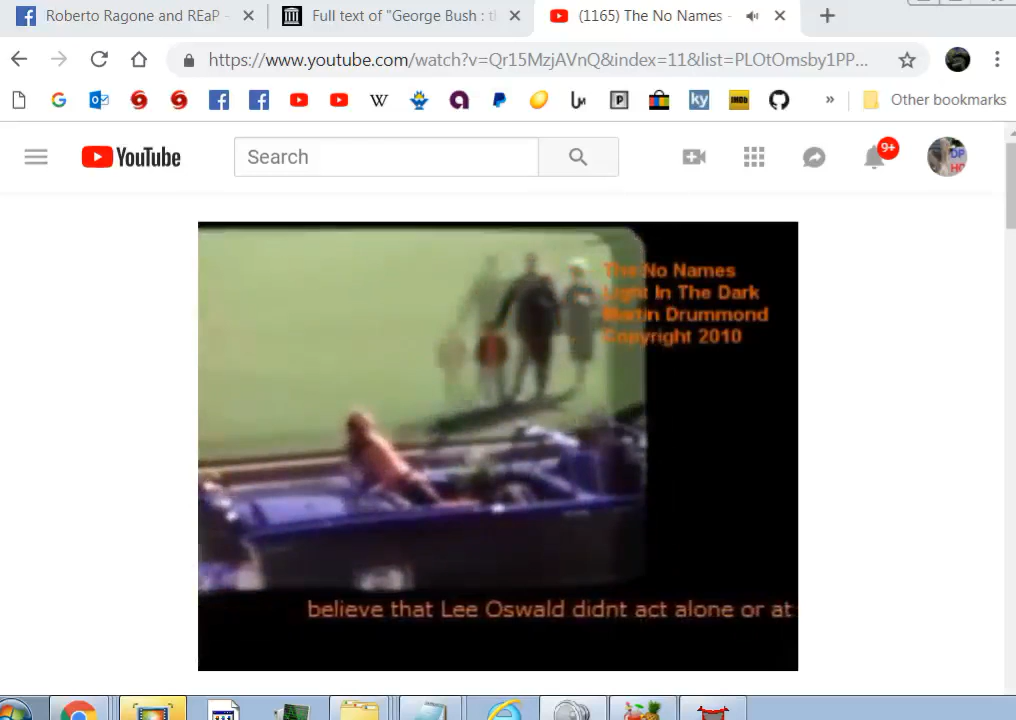 Roberto Ragone and REaP -
Full text of "George Bush : t
(1165) The No Names -
https://www.youtube.com/watch?v=Qr15MzjAVnQ&index=11&list=PLOtOmsby1PP...
W
P
ky
IMDb
»
Other bookmarks
YouTube
Search
9+
The No Names
Light In The Dark
Martin Drummond
Copyright 2010
believe that Lee Oswald didnt act alone or at